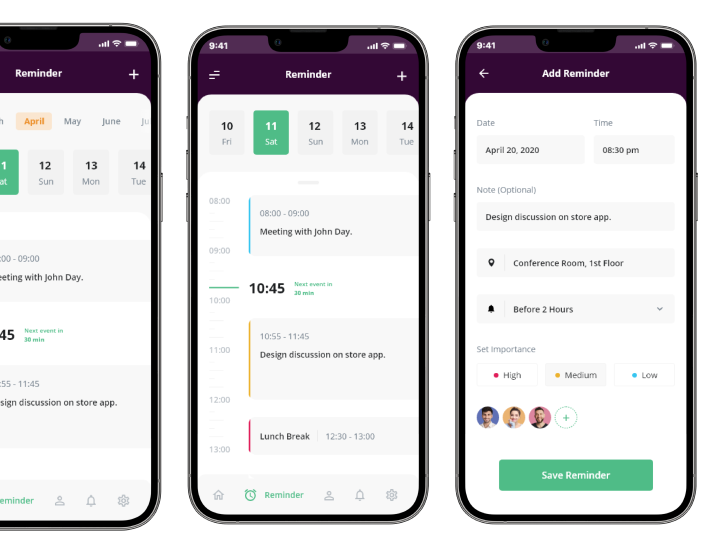 Reminder
+
h April May June Ju
1 12 13 14
at Sun Mon Tue
:00 - 09:00
eeting with John Day.
45 Next event in
30 min
:55 - 11:45
sign discussion on store app.
eminder
9:41
Reminder
+
10 11 12 13 14
Fri Sat Sun Mon Tue
08:00
08:00 - 09:00
Meeting with John Day.
09:00
10:45 Next event in
20 min
10:00
10:55 - 11:45
11:00
Design discussion on store app.
12:00
Lunch Break 12:30 - 13:00
13:00
Reminder
9:41
Add Reminder
Date Time
April 20, 2020 08:30 pm
Note (Optional)
Design discussion on store app.
Conference Room, 1st Floor
Before 2 Hours
Set Importance
High Medium Low
+
Save Reminder